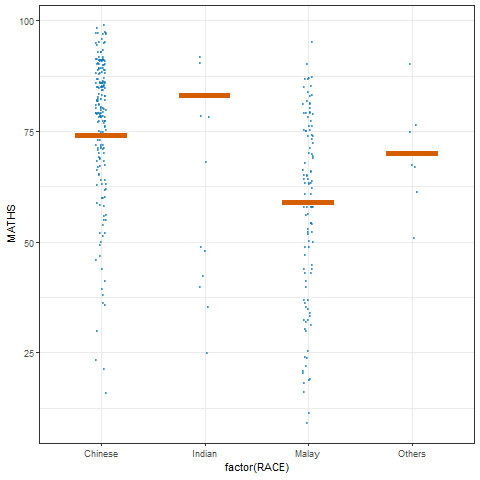 100
75
50
25
MATHS
Chinese
Indian
Malay
Others
factor(RACE)